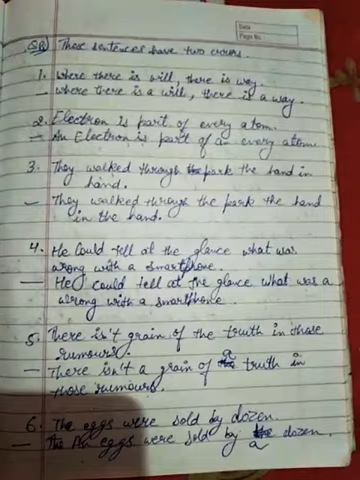 Date
Page No.
Q8) These sentences have two errors.
1. Where there is will, there is way.
– where there is a will, there is a way.
2. Electron is part of every atom.
– An Electron is part of an every atom.
3. They walked through the park the hand in
hand.
– They walked through the park the hand
in the hand.
4. He Could tell at the glance what was
wrong with a smartphone.
– He could tell at the glance what was a
wrong with a smartphone.
5. There isn't grain of the truth in those
rumours.
– There isn't a grain of a truth in
those rumours.
6. The eggs were sold by dozen.
– An eggs were sold by a dozen.